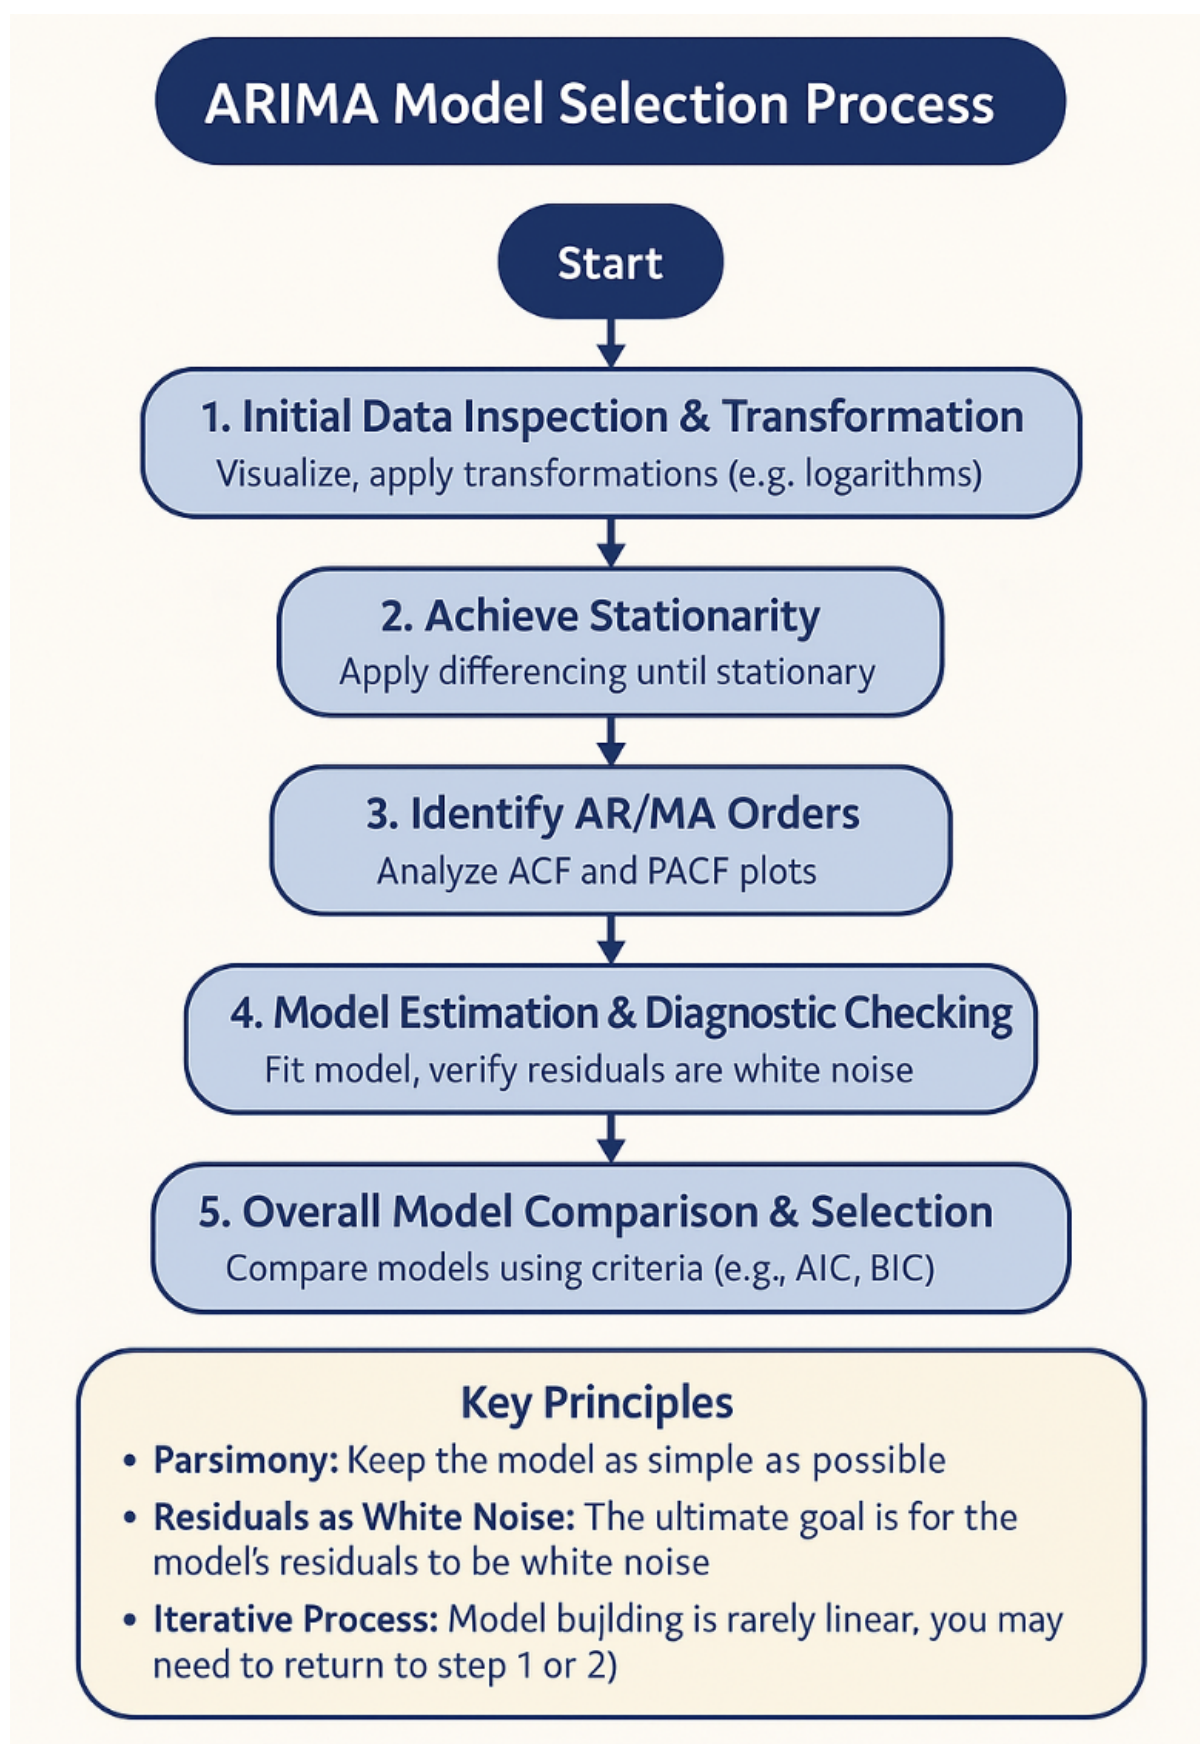 ARIMA Model Selection Process
Start
1. Initial Data Inspection & Transformation
Visualize, apply transformations (e.g. logarithms)
2. Achieve Stationarity
Apply differencing until stationary
3. Identify AR/MA Orders
Analyze ACF and PACF plots
4. Model Estimation & Diagnostic Checking
Fit model, verify residuals are white noise
5. Overall Model Comparison & Selection
Compare models using criteria (e.g., AIC, BIC)
Key Principles
• Parsimony: Keep the model as simple as possible
• Residuals as White Noise: The ultimate goal is for the
model's residuals to be white noise
• Iterative Process: Model bujlding is rarely linear, you may
need to return to step 1 or 2)